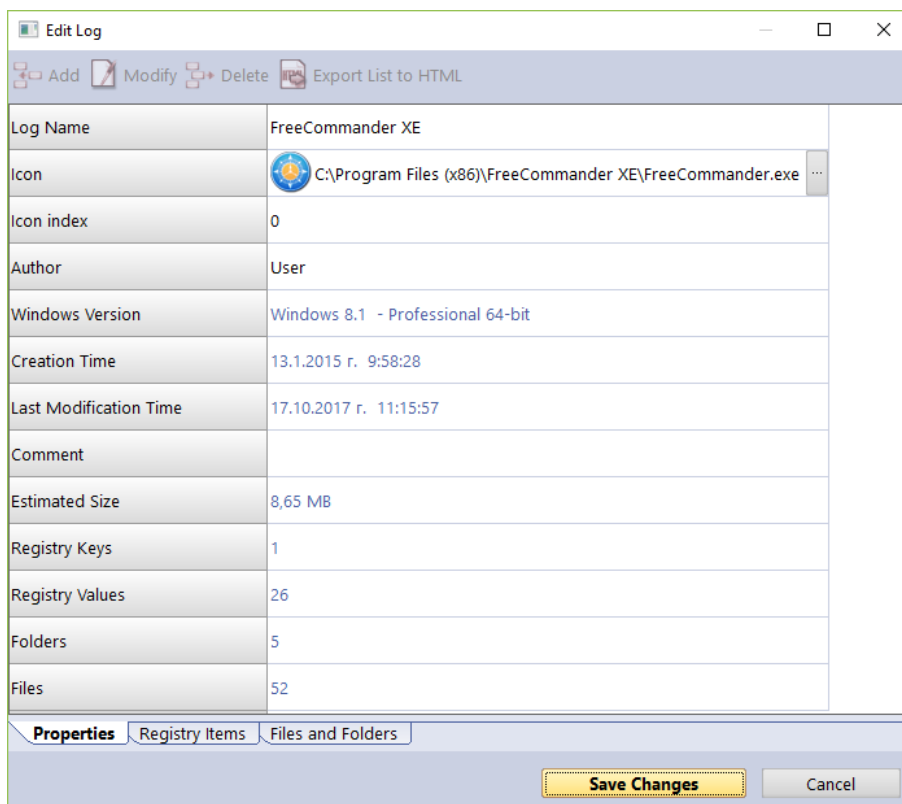 Edit Log
Add Modify Delete Export List to HTML
Log Name FreeCommander XE
Icon C:\Program Files (x86)\FreeCommander XE\FreeCommander.exe ...
Icon index 0
Author User
Windows Version Windows 8.1 - Professional 64-bit
Creation Time 13.1.2015 г. 9:58:28
Last Modification Time 17.10.2017 г. 11:15:57
Comment
Estimated Size 8,65 MB
Registry Keys 1
Registry Values 26
Folders 5
Files 52
Properties Registry Items Files and Folders
Save Changes Cancel